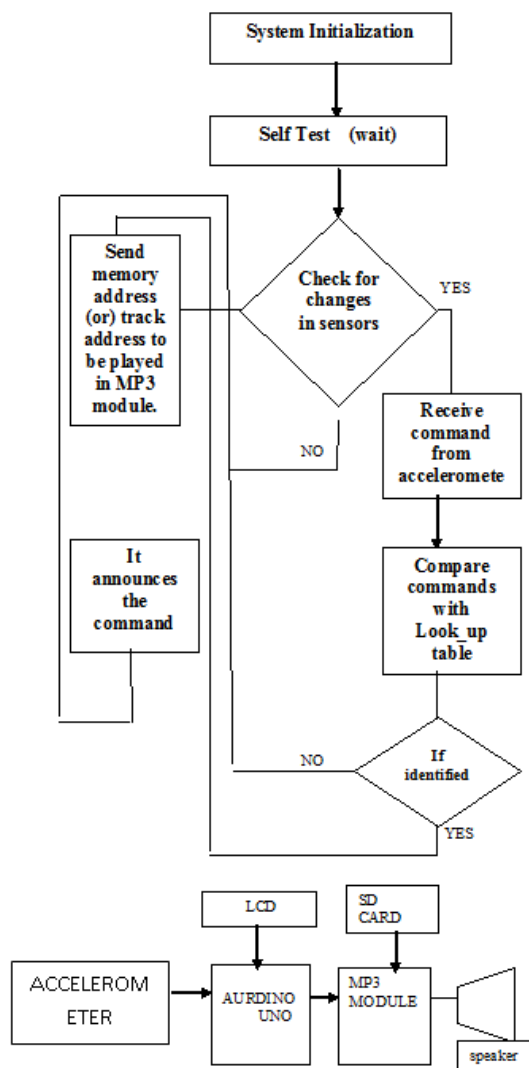 System Initialization
Self Test (wait)
Send
memory
address
(or) track
address to
be played
in MP3
module.
Check for
changes
in sensors
YES
Receive
command
from
acceleromete
NO
It
announces
the
command
Compare
commands
with
Look_up
table
NO
If
identified
YES
LCD
SD
CARD
ACCELEROM
ETER
AURDINO
UNO
MP3
MODULE
speaker